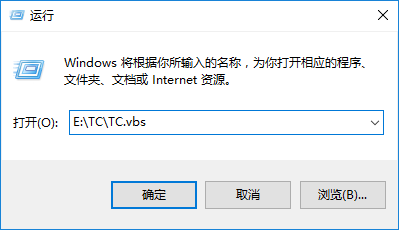 运行
Windows 将根据你所输入的名称，为你打开相应的程序、
文件夹、文档或 Internet 资源。
打开(O): E:\TC\TC.vbs
确定 取消 浏览(B)...